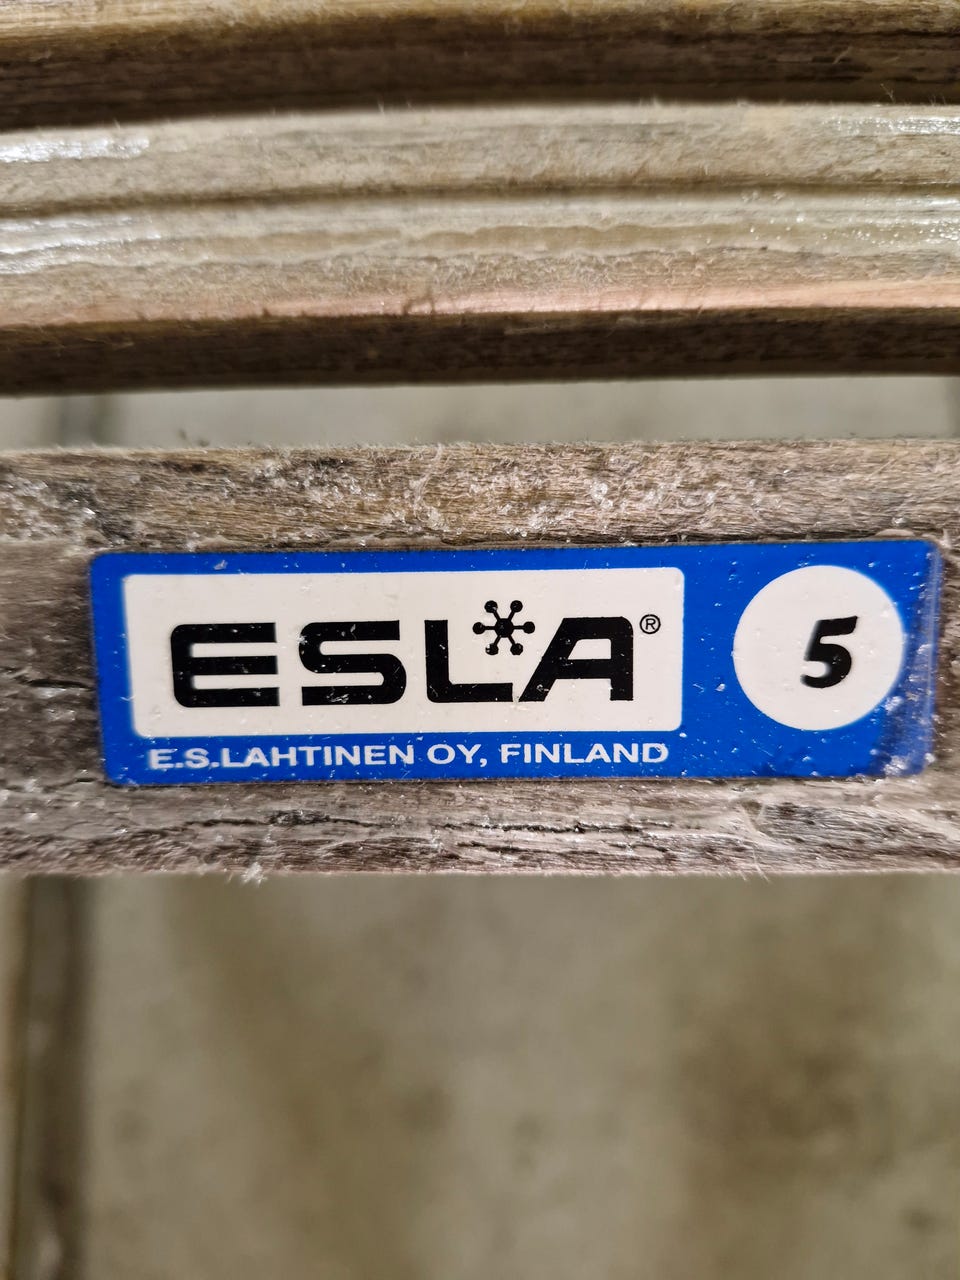 ESLA®
5
E.S.LAHTINEN OY, FINLAND